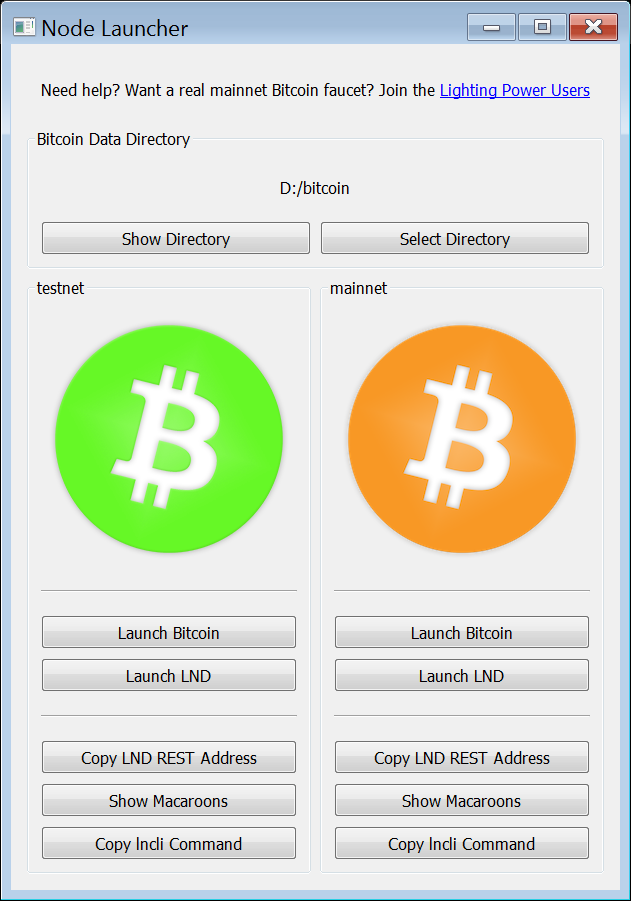 Node Launcher
Need help? Want a real mainnet Bitcoin faucet? Join the Lighting Power Users
Bitcoin Data Directory
D:/bitcoin
Show Directory
Select Directory
testnet
Launch Bitcoin
Launch LND
Copy LND REST Address
Show Macaroons
Copy lncli Command
mainnet
Launch Bitcoin
Launch LND
Copy LND REST Address
Show Macaroons
Copy lncli Command